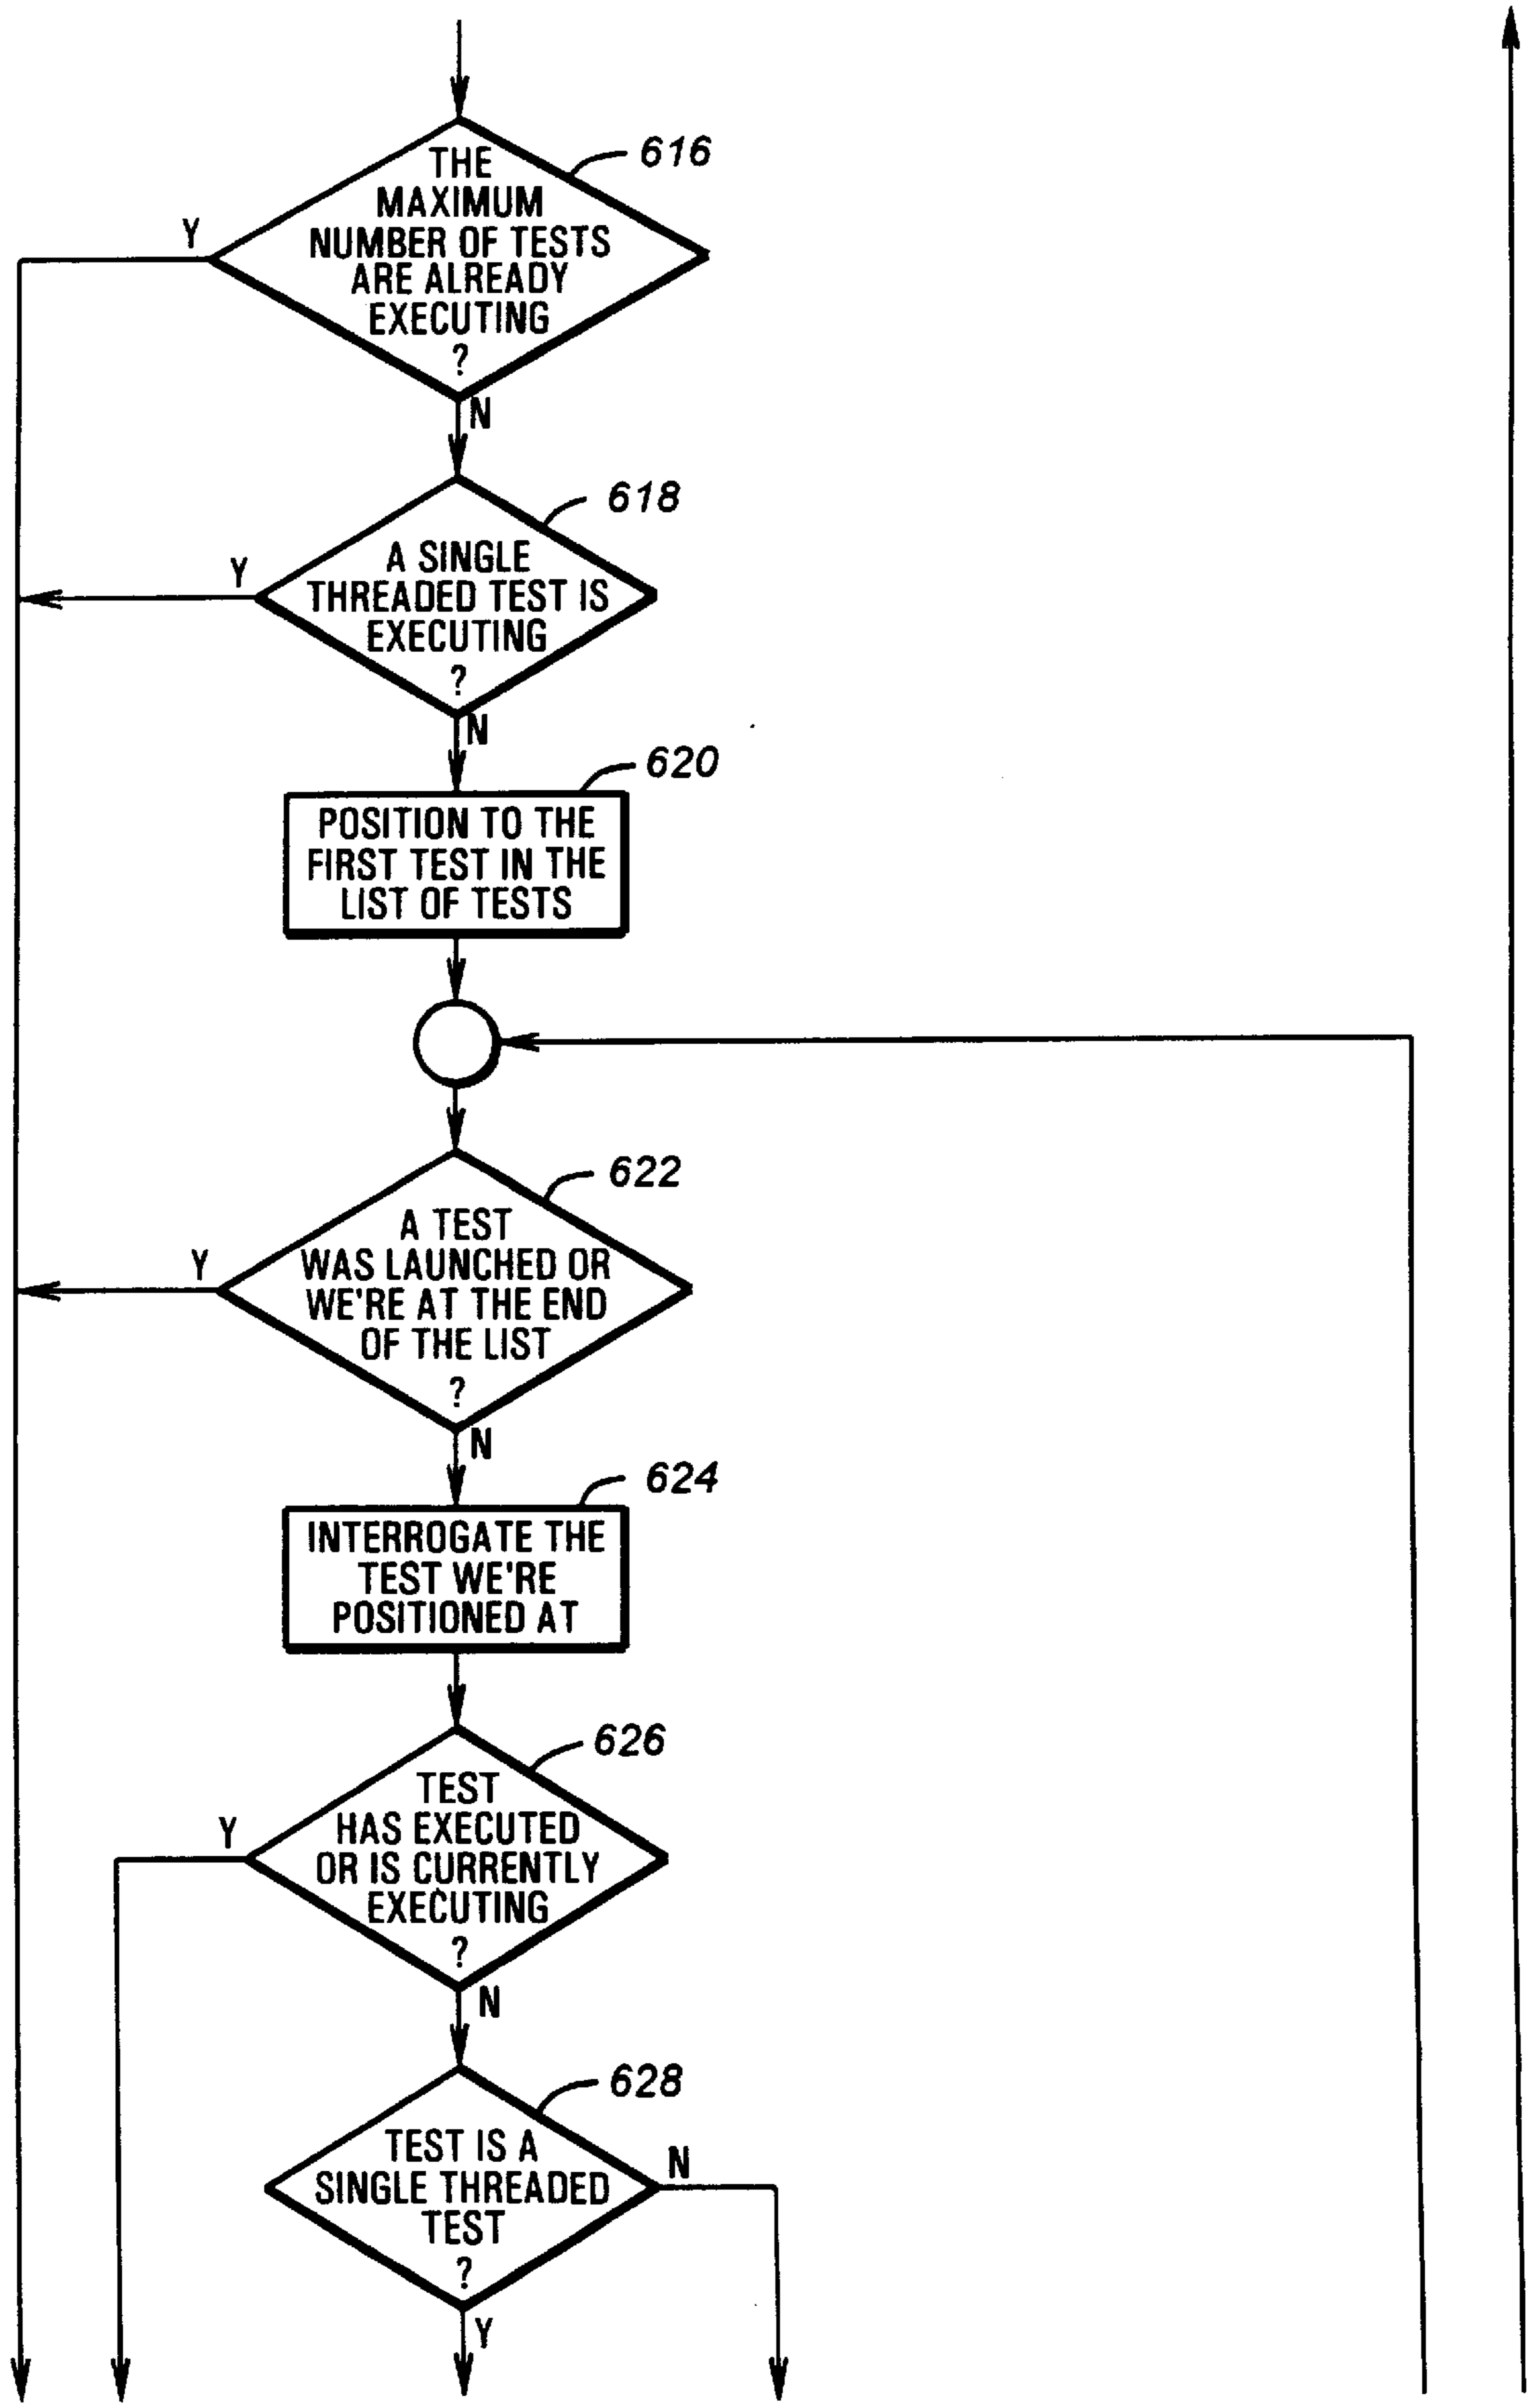 616
THE
MAXIMUM
NUMBER OF TESTS
ARE ALREADY
EXECUTING
?
Y
N
618
A SINGLE
THREADED TEST IS
EXECUTING
?
Y
N
620
POSITION TO THE
FIRST TEST IN THE
LIST OF TESTS
622
A TEST
WAS LAUNCHED OR
WE'RE AT THE END
OF THE LIST
?
Y
N
624
INTERROGATE THE
TEST WE'RE
POSITIONED AT
626
TEST
HAS EXECUTED
OR IS CURRENTLY
EXECUTING
?
Y
N
628
TEST IS A
SINGLE THREADED
TEST
?
N
Y